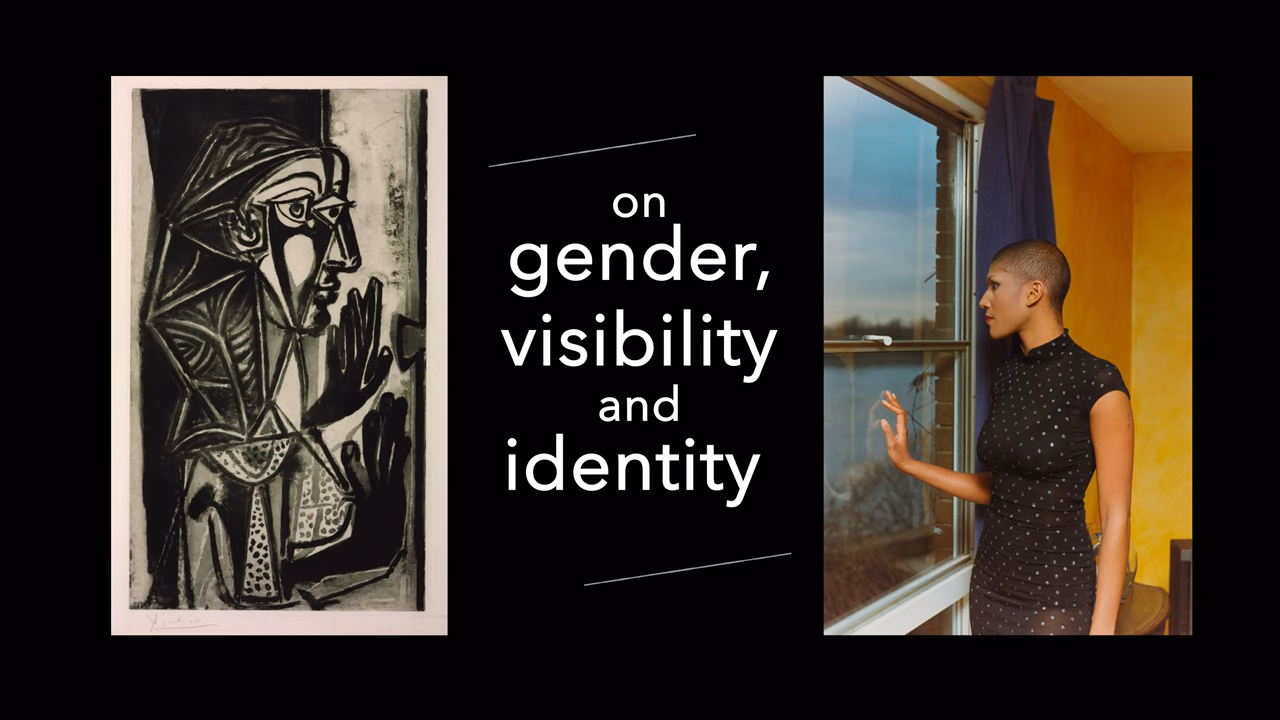 on
gender,
visibility
and
identity